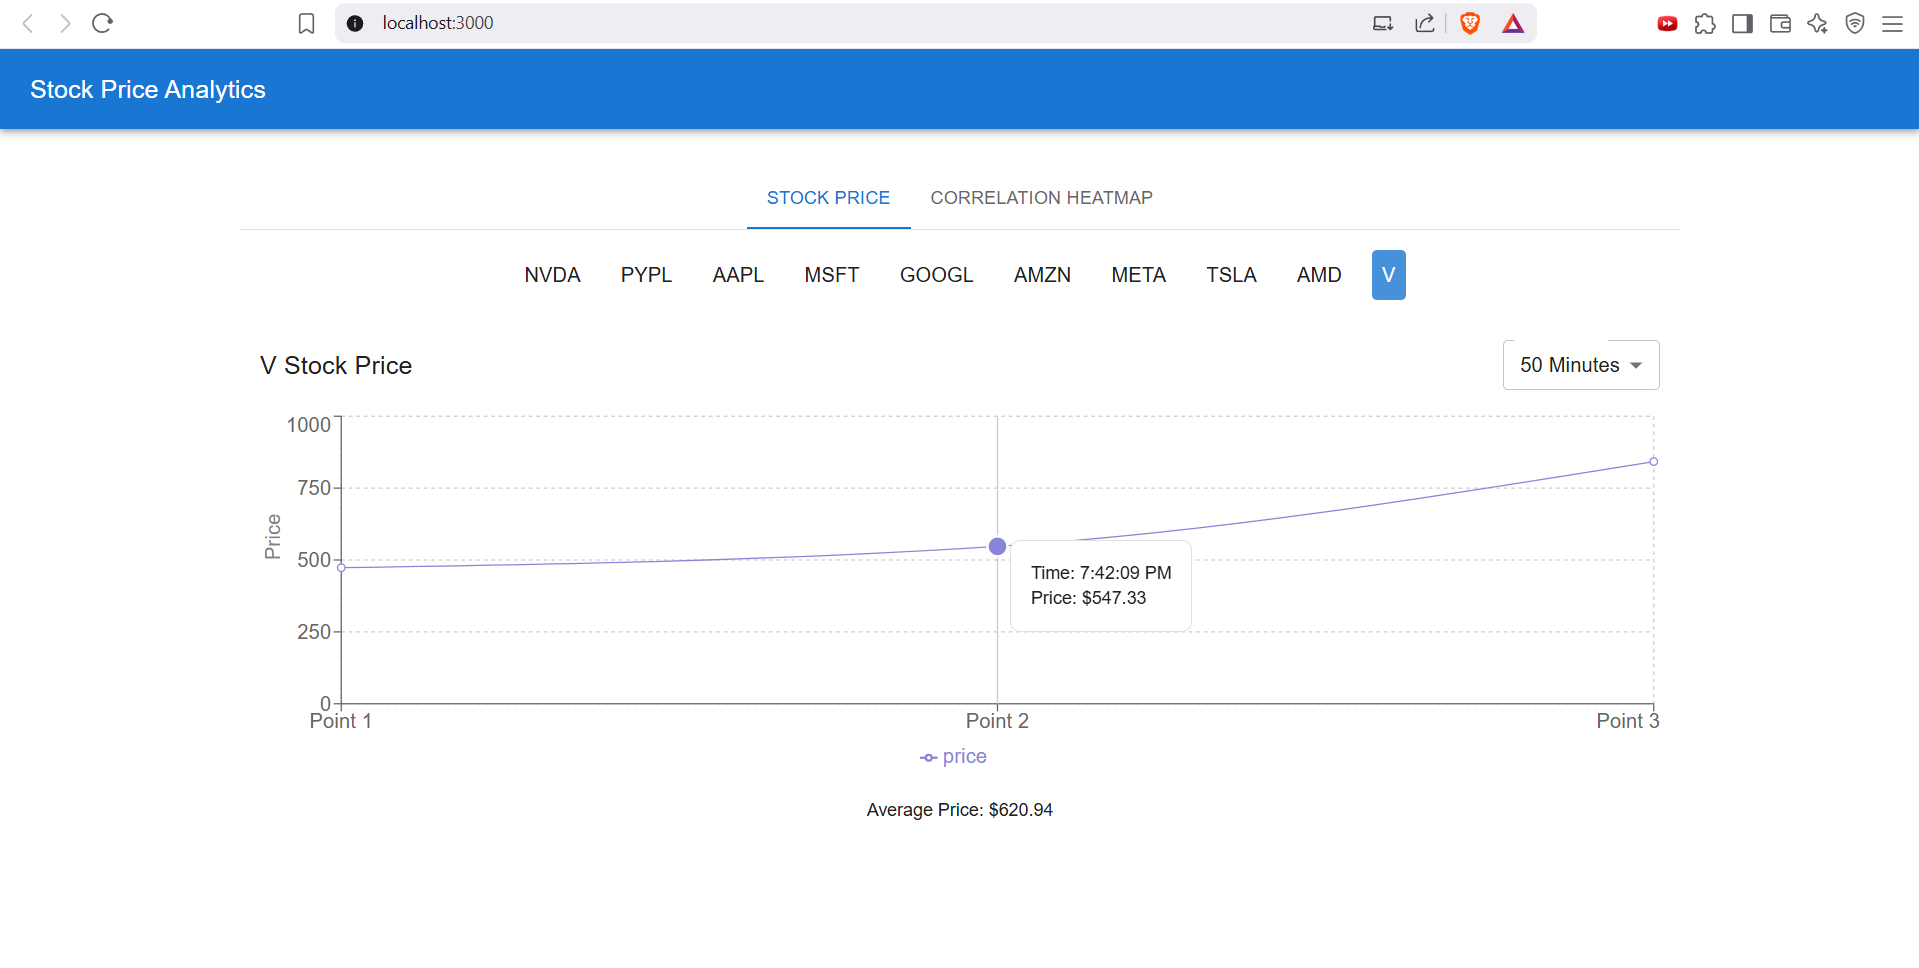 localhost:3000
Stock Price Analytics
STOCK PRICE CORRELATION HEATMAP
NVDA PYPL AAPL MSFT GOOGL AMZN META TSLA AMD V
V Stock Price
50 Minutes
1000
750
500
250
0
Price
Time: 7:42:09 PM
Price: $547.33
Point 1 Point 2 Point 3
price
Average Price: $620.94